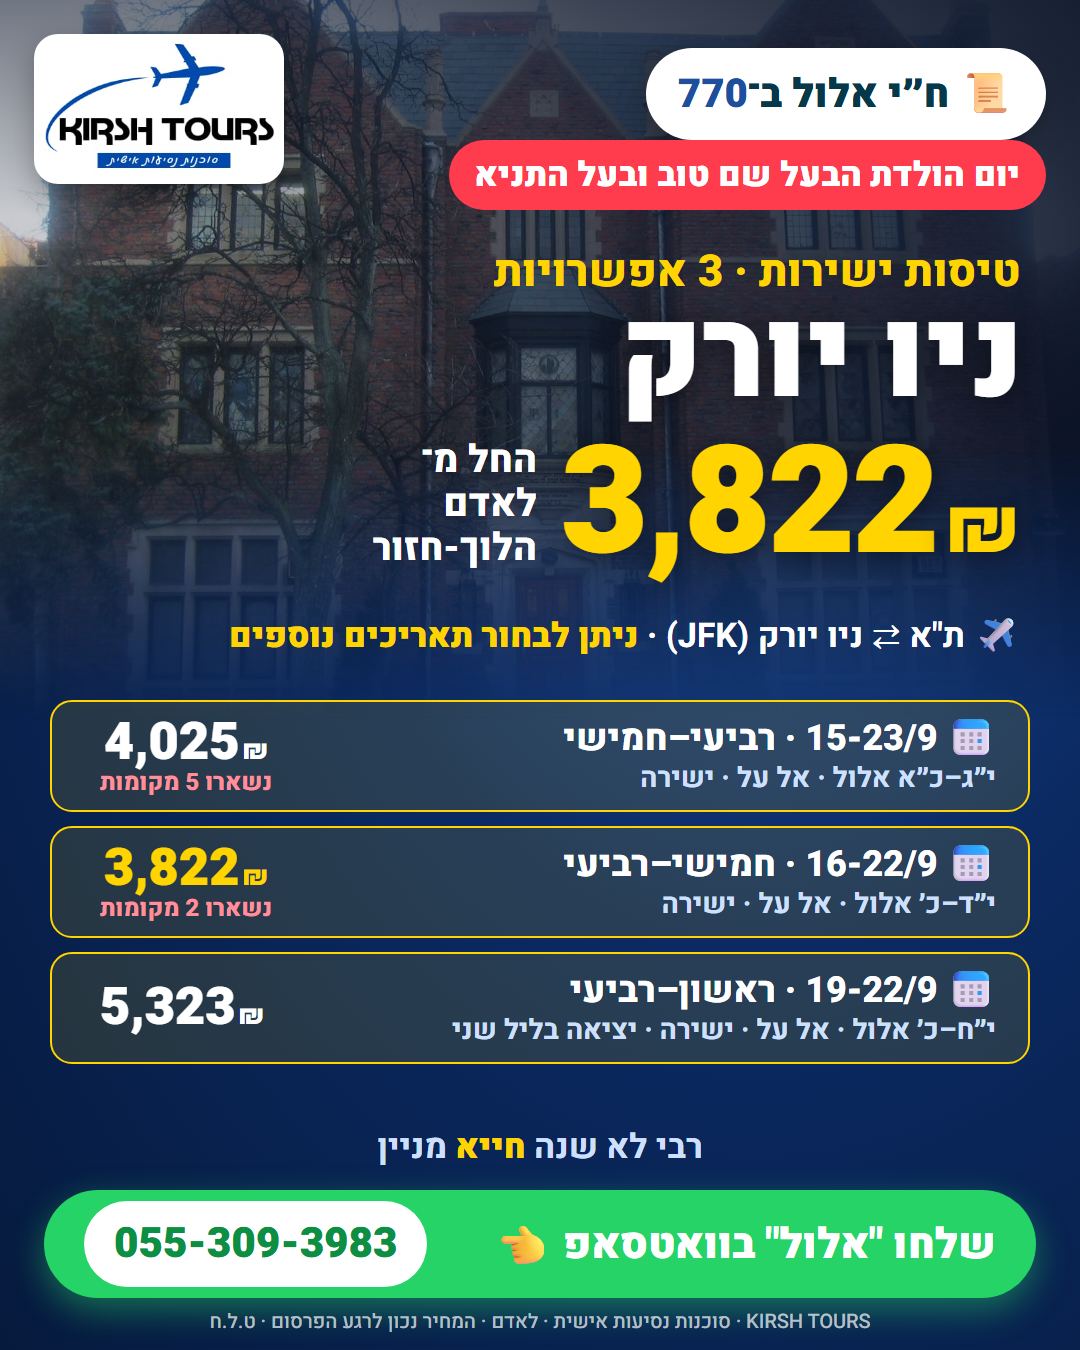 KIRSH TOURS
סוכנות נסיעות אישית
ח״י אלול ב־770
יום הולדת הבעל שם טוב ובעל התניא
טיסות ישירות · 3 אפשרויות
ניו יורק
₪3,822
החל מ־
לאדם
הלוך-חזור
ת"א ⇄ ניו יורק (JFK) · ניתן לבחור תאריכים נוספים
15-23/9 · רביעי–חמישי
י״ג–כ״א אלול · אל על · ישירה
₪4,025
נשארו 5 מקומות
16-22/9 · חמישי–רביעי
י״ד–כ׳ אלול · אל על · ישירה
₪3,822
נשארו 2 מקומות
19-22/9 · ראשון–רביעי
י״ח–כ׳ אלול · אל על · ישירה · יציאה בליל שני
₪5,323
רבי לא שנה חייא מניין
שלחו "אלול" בוואטסאפ
055-309-3983
KIRSH TOURS · סוכנות נסיעות אישית · לאדם · המחיר נכון לרגע הפרסום · ט.ל.ח